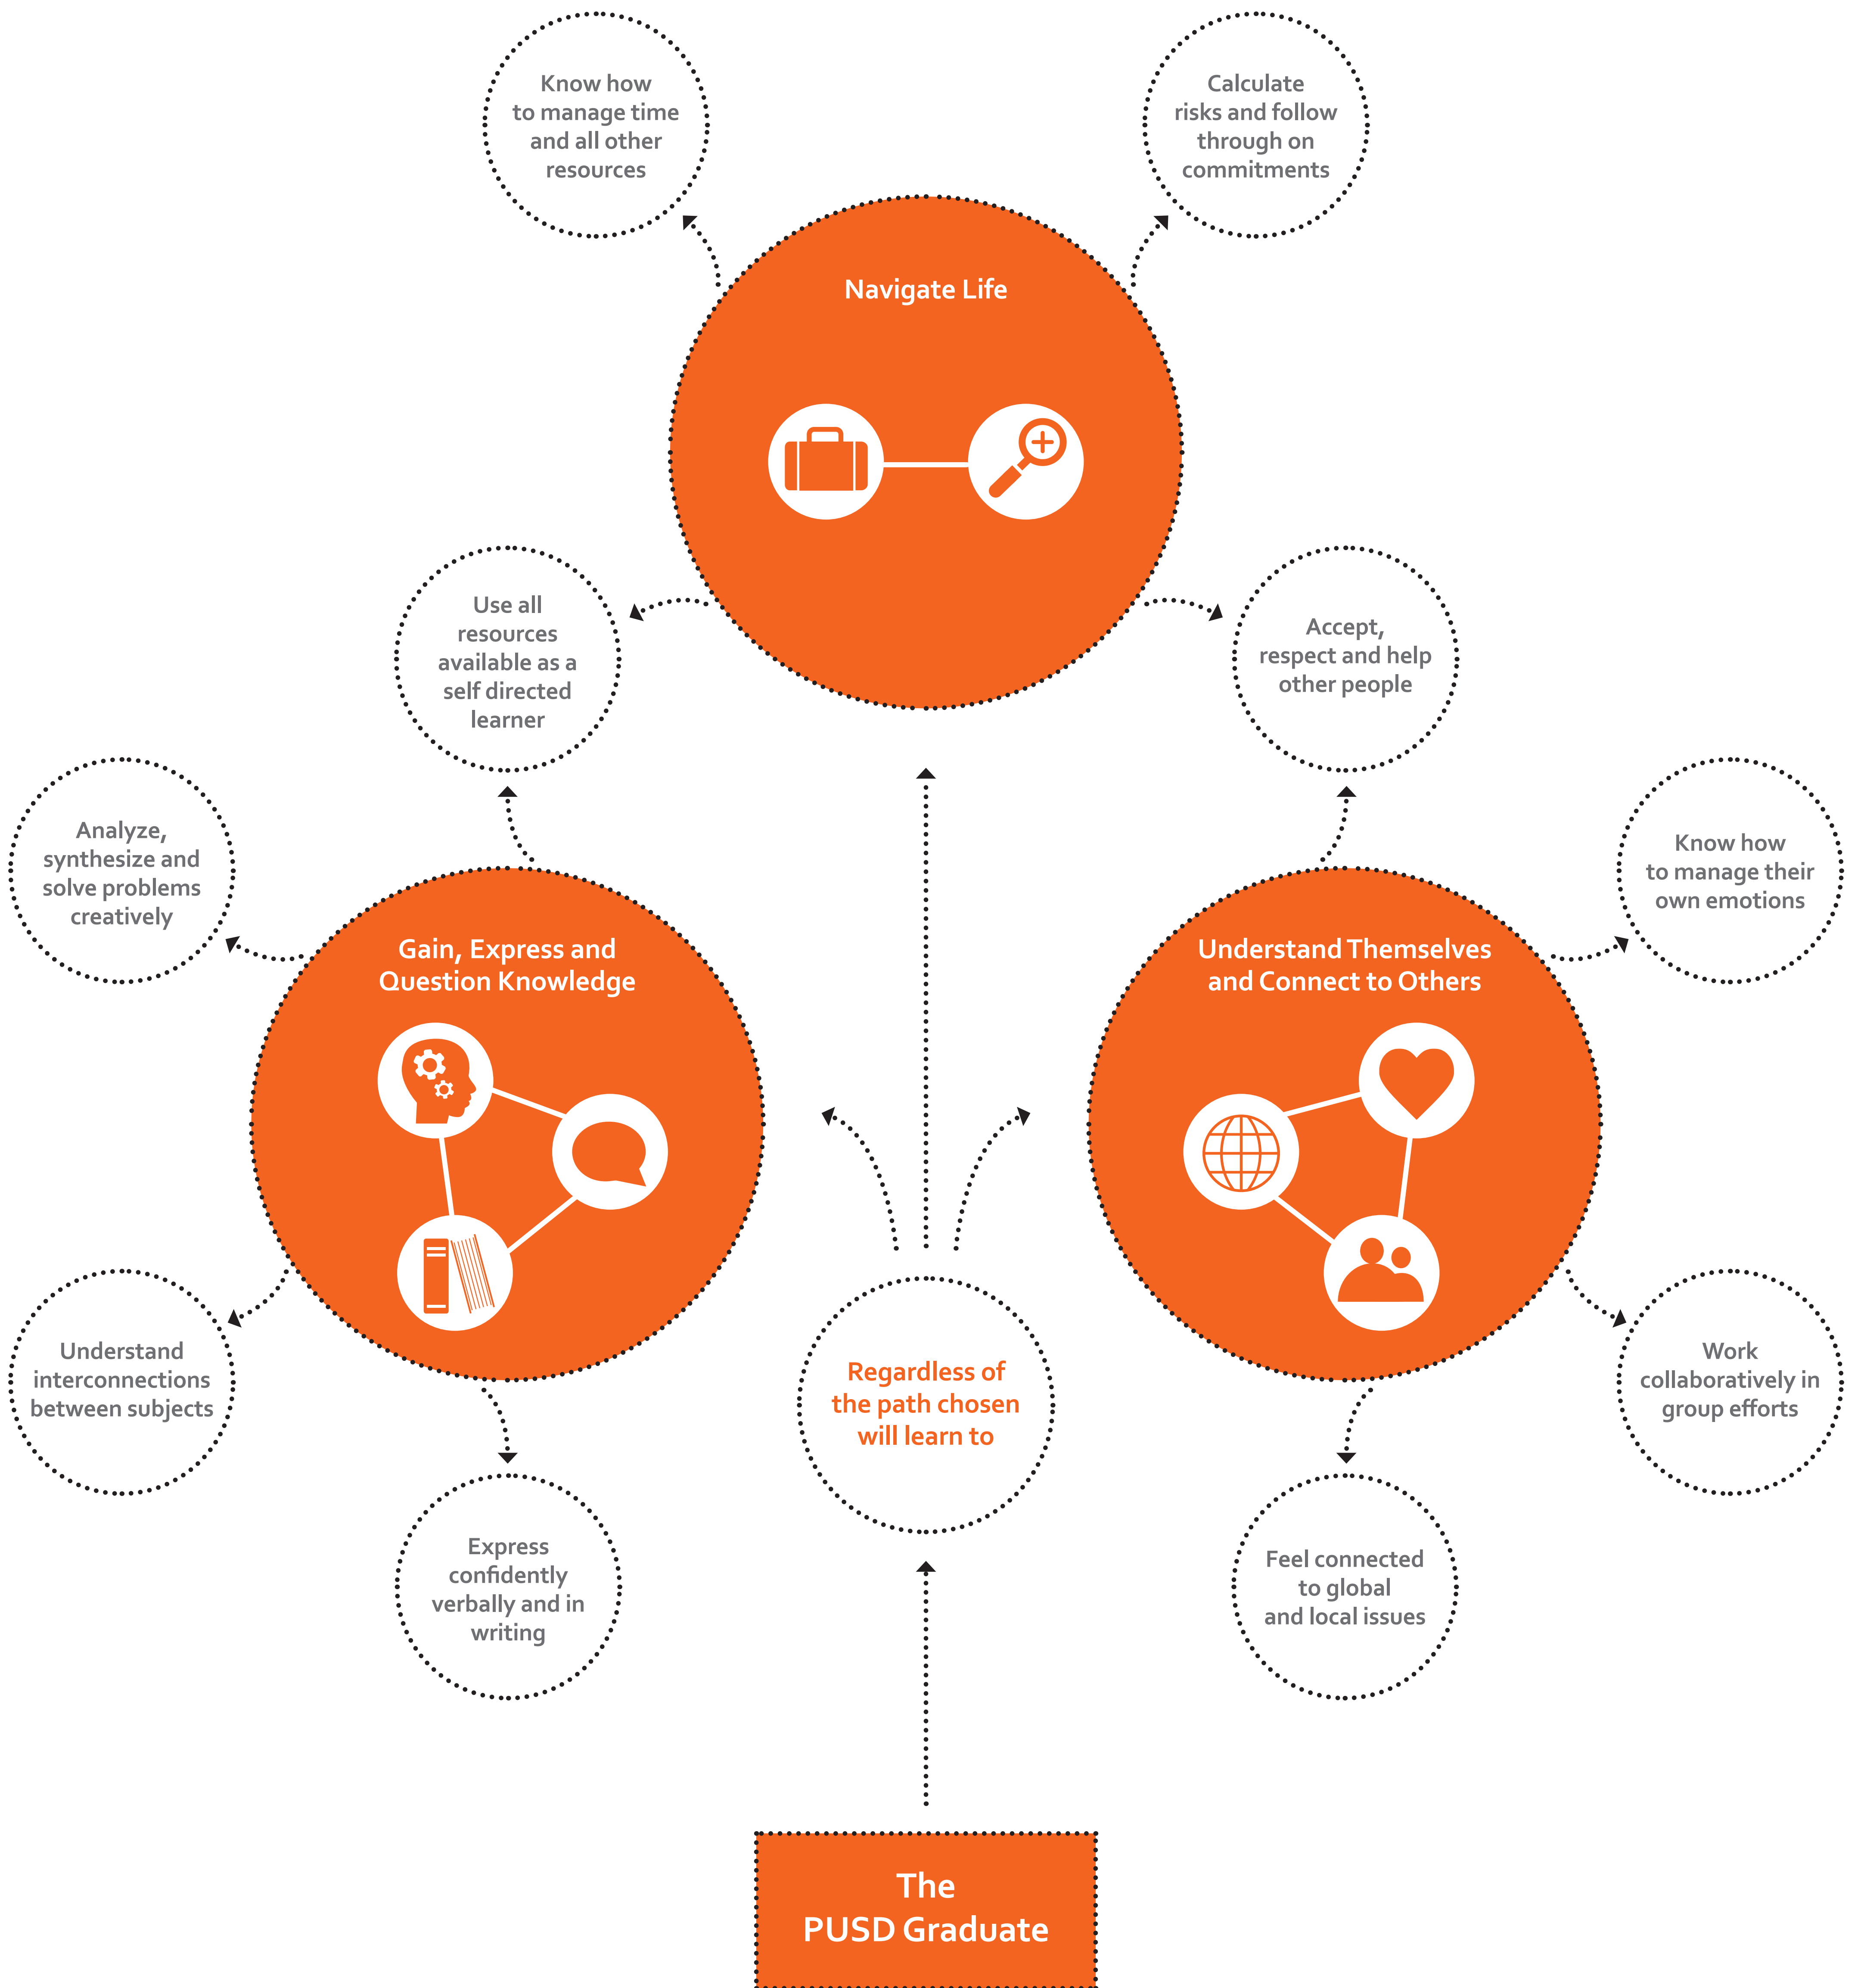 Know how
to manage time
and all other
resources
Calculate
risks and follow
through on
commitments
Navigate Life
Use all
resources
available as a
self directed
learner
Accept,
respect and help
other people
Analyze,
synthesize and
solve problems
creatively
Know how
to manage their
own emotions
Gain, Express and
Question Knowledge
Understand Themselves
and Connect to Others
Understand
interconnections
between subjects
Regardless of
the path chosen
will learn to
Work
collaboratively in
group efforts
Express
confidently
verbally and in
writing
Feel connected
to global
and local issues
The
PUSD Graduate